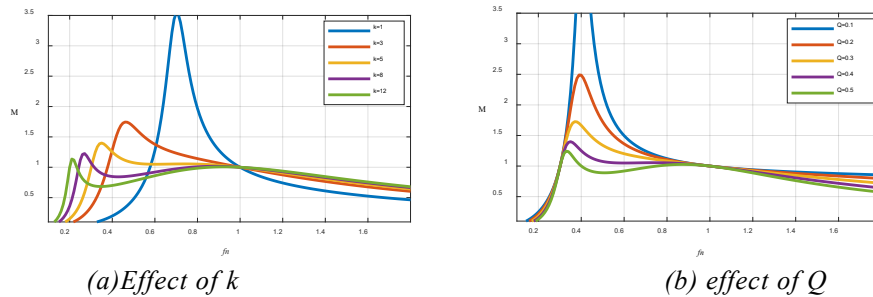 3.5
3
2.5
2
1.5
1
0.5
M
0.2 0.4 0.6 0.8 1 1.2 1.4 1.6
fn
k=1
k=3
k=5
k=8
k=12
(a)Effect of k
3.5
3
2.5
2
1.5
1
0.5
M
0.2 0.4 0.6 0.8 1 1.2 1.4 1.6
fn
Q=0.1
Q=0.2
Q=0.3
Q=0.4
Q=0.5
(b) effect of Q